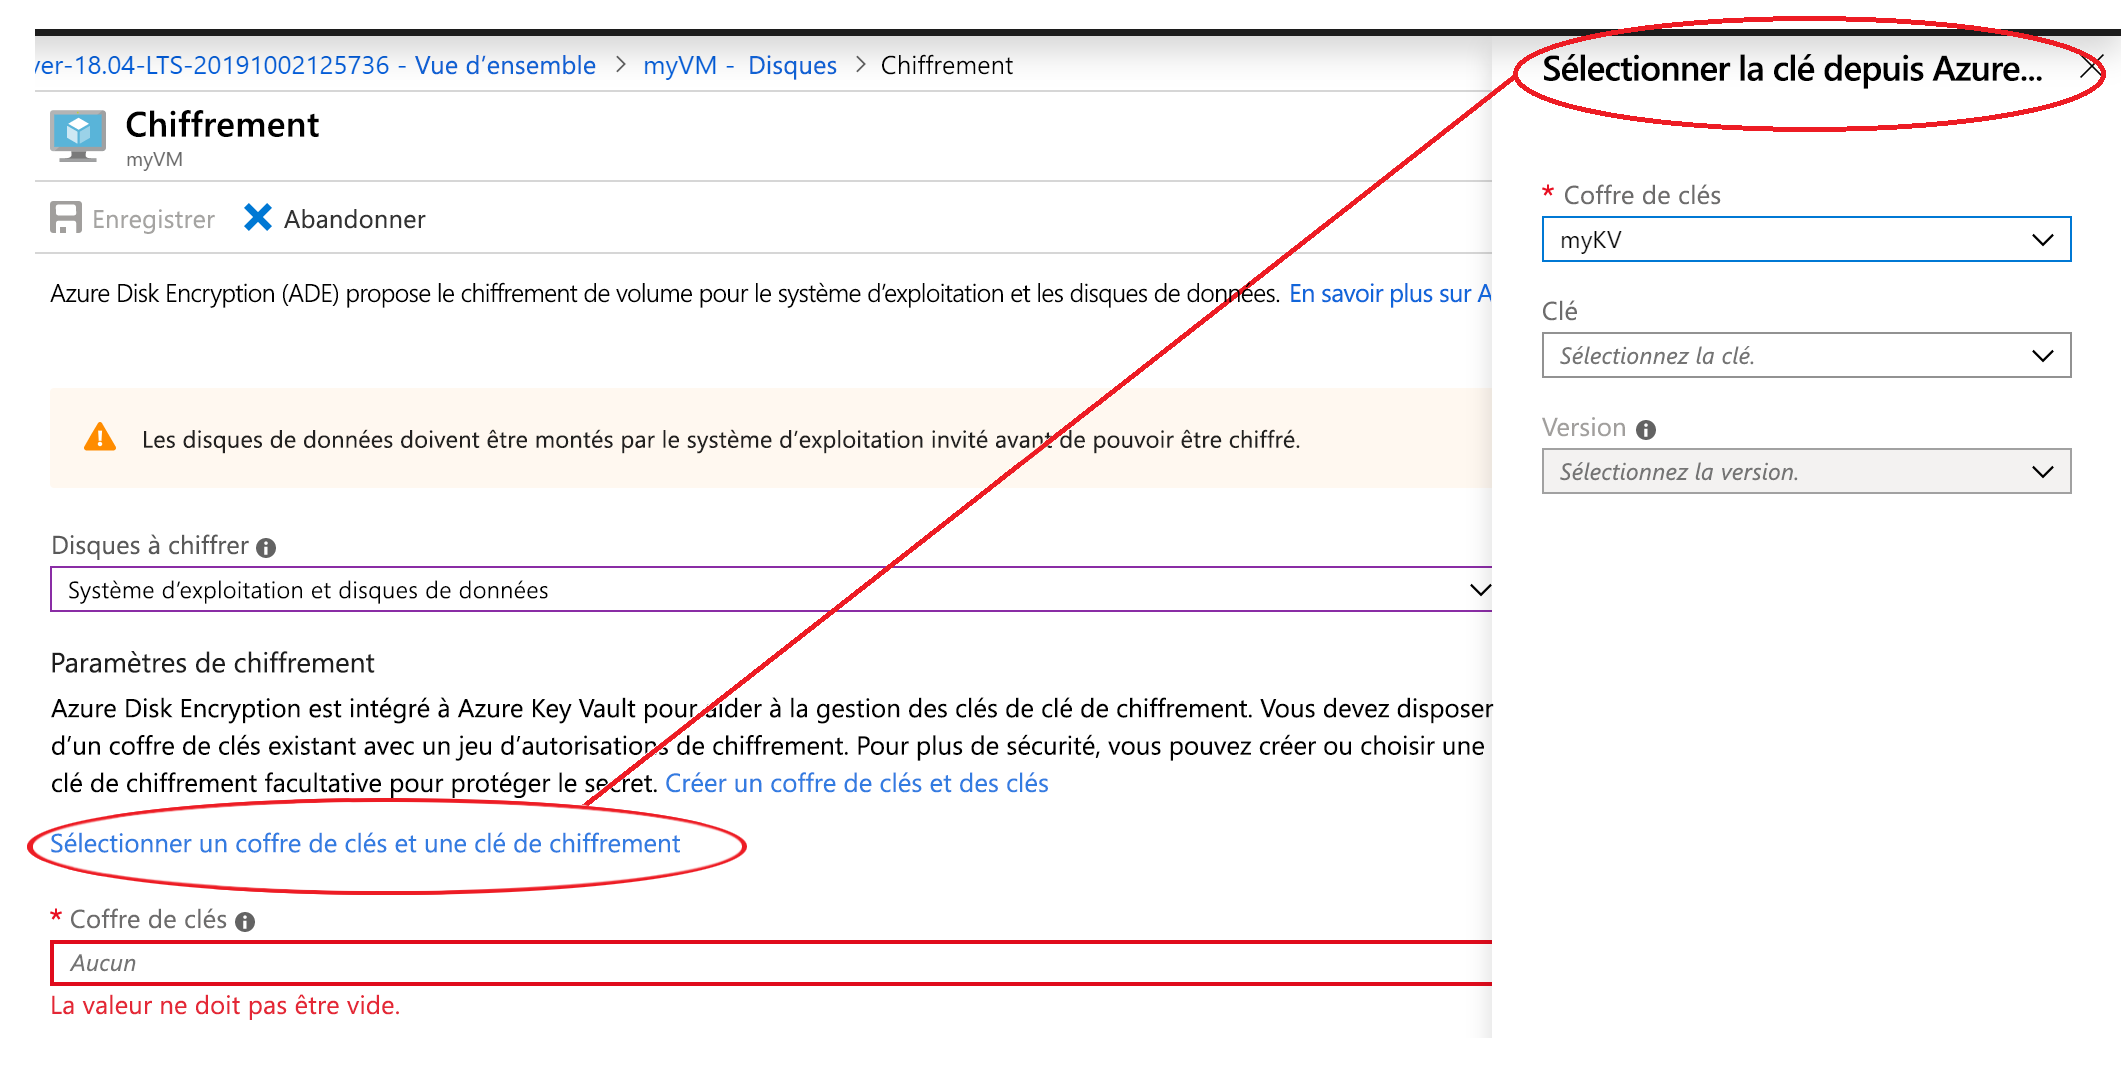 ver-18.04-LTS-20191002125736 - Vue d’ensemble > myVM - Disques > Chiffrement
Chiffrement
myVM
Enregistrer Abandonner
Azure Disk Encryption (ADE) propose le chiffrement de volume pour le système d’exploitation et les disques de données. En savoir plus sur A
Les disques de données doivent être montés par le système d’exploitation invité avant de pouvoir être chiffré.
Disques à chiffrer
Système d’exploitation et disques de données
Paramètres de chiffrement
Azure Disk Encryption est intégré à Azure Key Vault pour aider à la gestion des clés de clé de chiffrement. Vous devez disposer
d’un coffre de clés existant avec un jeu d’autorisations de chiffrement. Pour plus de sécurité, vous pouvez créer ou choisir une
clé de chiffrement facultative pour protéger le secret. Créer un coffre de clés et des clés
Sélectionner un coffre de clés et une clé de chiffrement
* Coffre de clés
Aucun
La valeur ne doit pas être vide.
Sélectionner la clé depuis Azure...
* Coffre de clés
myKV
Clé
Sélectionnez la clé.
Version
Sélectionnez la version.